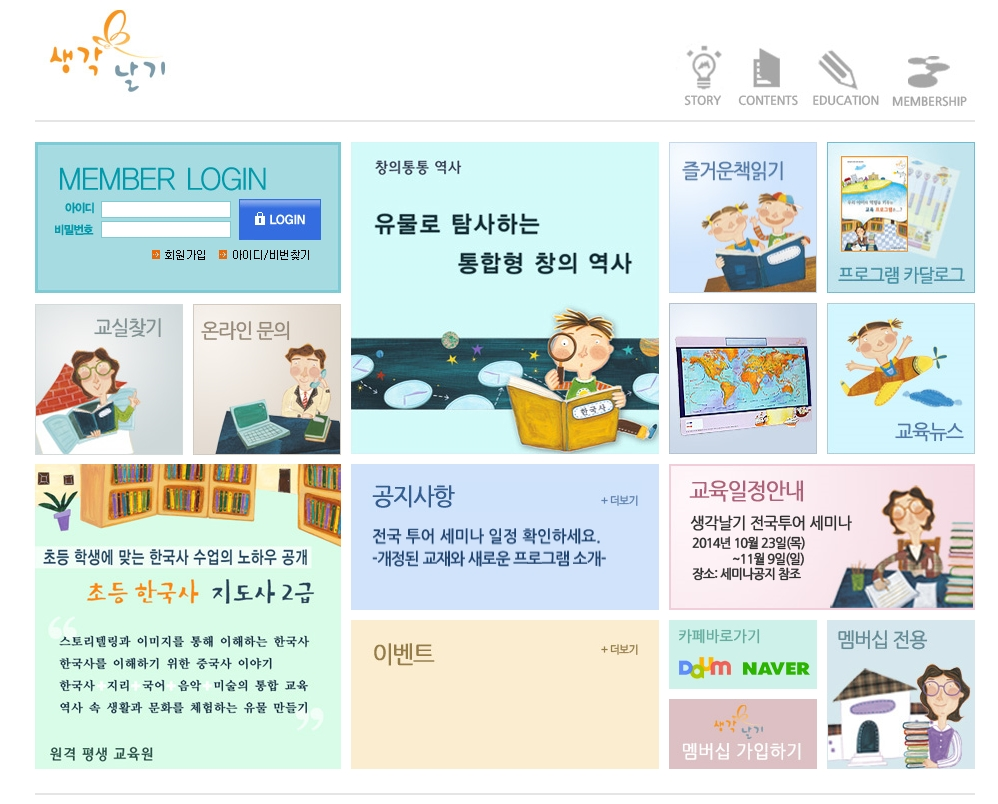 생각
날기
STORY CONTENTS EDUCATION MEMBERSHIP
MEMBER LOGIN
아이디
비밀번호
LOGIN
회원가입 아이디/비번찾기
교실찾기
온라인 문의
창의통통 역사
유물로 탐사하는
통합형 창의 역사
한국사
즐거운책읽기
프로그램 카달로그
교육뉴스
초등 학생에 맞는 한국사 수업의 노하우 공개
초등 한국사 지도사 2급
“
스토리텔링과 이미지를 통해 이해하는 한국사
한국사를 이해하기 위한 중국사 이야기
한국사+지리+국어+음악+미술의 통합 교육
역사 속 생활과 문화를 체험하는 유물 만들기
”
원격 평생 교육원
공지사항
+ 더보기
전국 투어 세미나 일정 확인하세요.
-개정된 교재와 새로운 프로그램 소개-
이벤트
+ 더보기
교육일정안내
생각날기 전국투어 세미나
2014년 10월 23일(목)
~11월 9일(일)
장소: 세미나공지 참조
카페바로가기
Daum NAVER
생각
날기
멤버십 가입하기
멤버십 전용